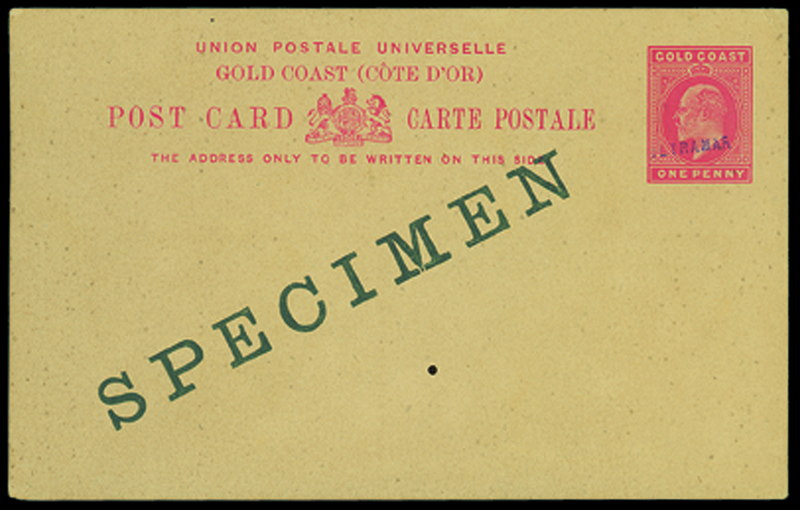 UNION POSTALE UNIVERSELLE
GOLD COAST (CÔTE D'OR)
POST CARD CARTE POSTALE
THE ADDRESS ONLY TO BE WRITTEN ON THIS SIDE
GOLD COAST
ONE PENNY
SPECIMEN